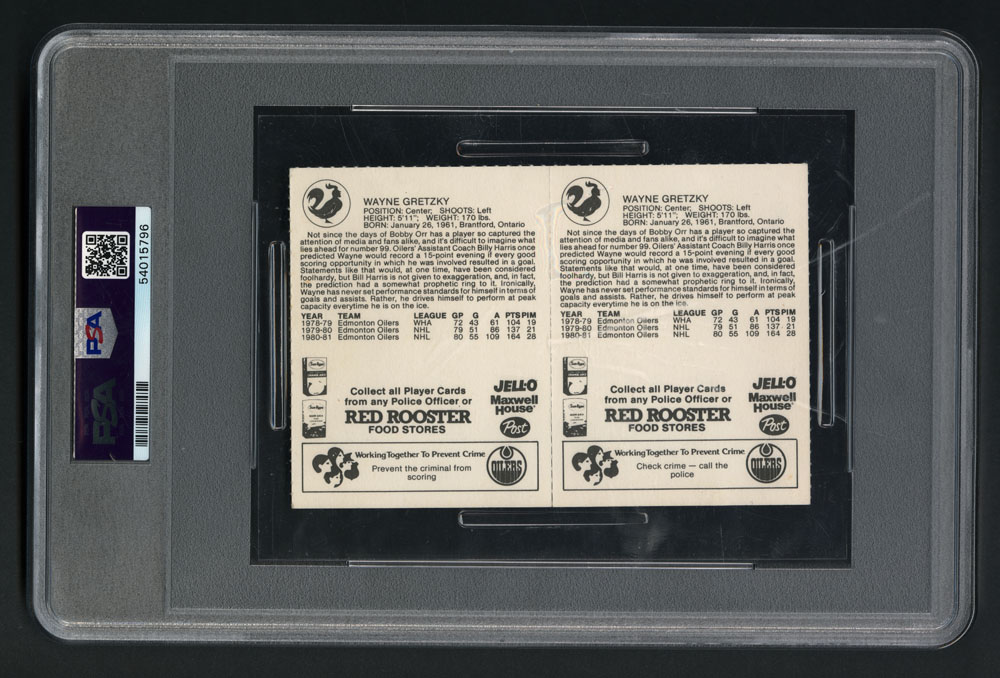 54015796
PSA
PSA
WAYNE GRETZKY
POSITION: Center; SHOOTS: Left
HEIGHT: 5'11"; WEIGHT: 170 lbs.
BORN: January 26, 1961, Brantford, Ontario
Not since the days of Bobby Orr has a player so captured the
attention of media and fans alike, and it's difficult to imagine what
lies ahead for number 99. Oilers' Assistant Coach Billy Harris once
predicted Wayne would record a 15-point evening if every good
scoring opportunity in which he was involved resulted in a goal.
Statements like that would, at one time, have been considered
foolhardy, but Bill Harris is not given to exaggeration, and, in fact,
the prediction had a somewhat prophetic ring to it. Ironically,
Wayne has never set performance standards for himself in terms of
goals and assists. Rather, he drives himself to perform at peak
capacity everytime he is on the ice.
YEAR TEAM LEAGUE GP G A PTS PIM
1978-79 Edmonton Oilers WHA 72 43 61 104 19
1979-80 Edmonton Oilers NHL 79 51 86 137 21
1980-81 Edmonton Oilers NHL 80 55 109 164 28
Collect all Player Cards
from any Police Officer or
RED ROOSTER
FOOD STORES
JELL-O
Maxwell
House
Post
Working Together To Prevent Crime
Prevent the criminal from
scoring
OILERS
WAYNE GRETZKY
POSITION: Center; SHOOTS: Left
HEIGHT: 5'11"; WEIGHT: 170 lbs.
BORN: January 26, 1961, Brantford, Ontario
Not since the days of Bobby Orr has a player so captured the
attention of media and fans alike, and it's difficult to imagine what
lies ahead for number 99. Oilers' Assistant Coach Billy Harris once
predicted Wayne would record a 15-point evening if every good
scoring opportunity in which he was involved resulted in a goal.
Statements like that would, at one time, have been considered
foolhardy, but Bill Harris is not given to exaggeration, and, in fact,
the prediction had a somewhat prophetic ring to it. Ironically,
Wayne has never set performance standards for himself in terms of
goals and assists. Rather, he drives himself to perform at peak
capacity everytime he is on the ice.
YEAR TEAM LEAGUE GP G A PTS PIM
1978-79 Edmonton Oilers WHA 72 43 61 104 19
1979-80 Edmonton Oilers NHL 79 51 86 137 21
1980-81 Edmonton Oilers NHL 80 55 109 164 28
Collect all Player Cards
from any Police Officer or
RED ROOSTER
FOOD STORES
JELL-O
Maxwell
House
Post
Working Together To Prevent Crime
Check crime — call the
police
OILERS